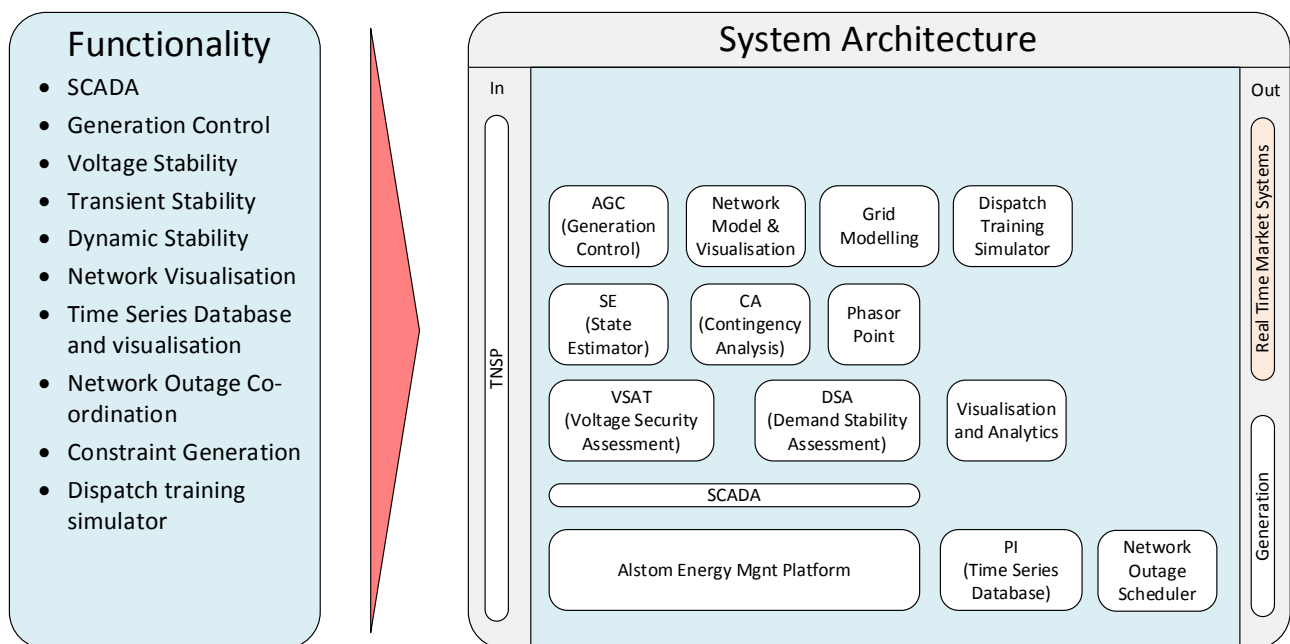 Functionality
• SCADA
• Generation Control
• Voltage Stability
• Transient Stability
• Dynamic Stability
• Network Visualisation
• Time Series Database
and visualisation
• Network Outage Co-
ordination
• Constraint Generation
• Dispatch training
simulator
System Architecture
In
TNSP
AGC
(Generation
Control)
Network
Model &
Visualisation
Grid
Modelling
Dispatch
Training
Simulator
SE
(State
Estimator)
CA
(Contingency
Analysis)
Phasor
Point
VSAT
(Voltage Security
Assessment)
DSA
(Demand Stability
Assessment)
Visualisation
and Analytics
SCADA
Alstom Energy Mgnt Platform
PI
(Time Series
Database)
Network
Outage
Scheduler
Out
Real Time Market Systems
Generation